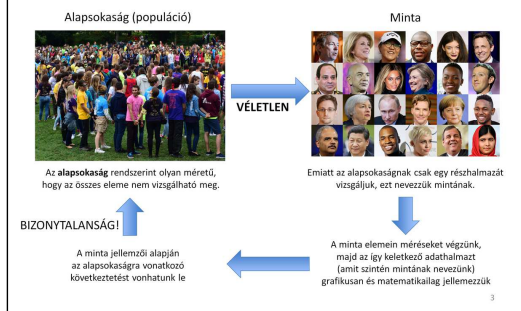 Alapsokaság (populáció)
Minta
VÉLETLEN
Az alapsokaság rendszerint olyan méretű,
hogy az összes eleme nem vizsgálható meg.
Emiatt az alapsokaságnak csak egy részhalmazát
vizsgáljuk, ezt nevezzük mintának.
BIZONYTALANSÁG!
A minta jellemzői alapján
az alapsokaságra vonatkozó
következtetést vonhatunk le
A minta elemein méréseket végzünk,
majd az így keletkező adathalmazt
(amit szintén mintának nevezünk)
grafikusan és matematikailag jellemezzük
3